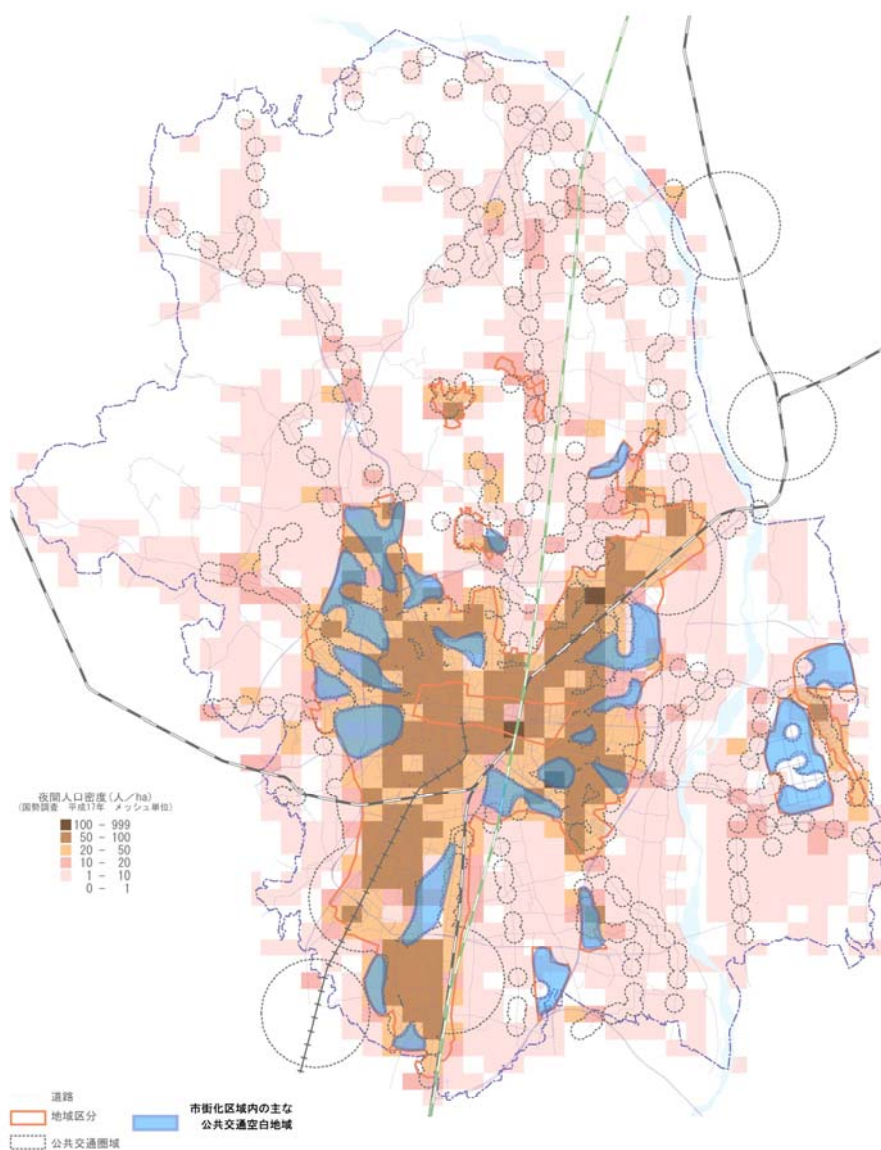 夜間人口密度(人／ha)
(国勢調査　平成17年　メッシュ単位)
100 - 999
50 - 100
20 - 50
10 - 20
1 - 10
0 - 1
道路
地域区分
公共交通圏域
市街化区域内の主な
公共交通空白地域